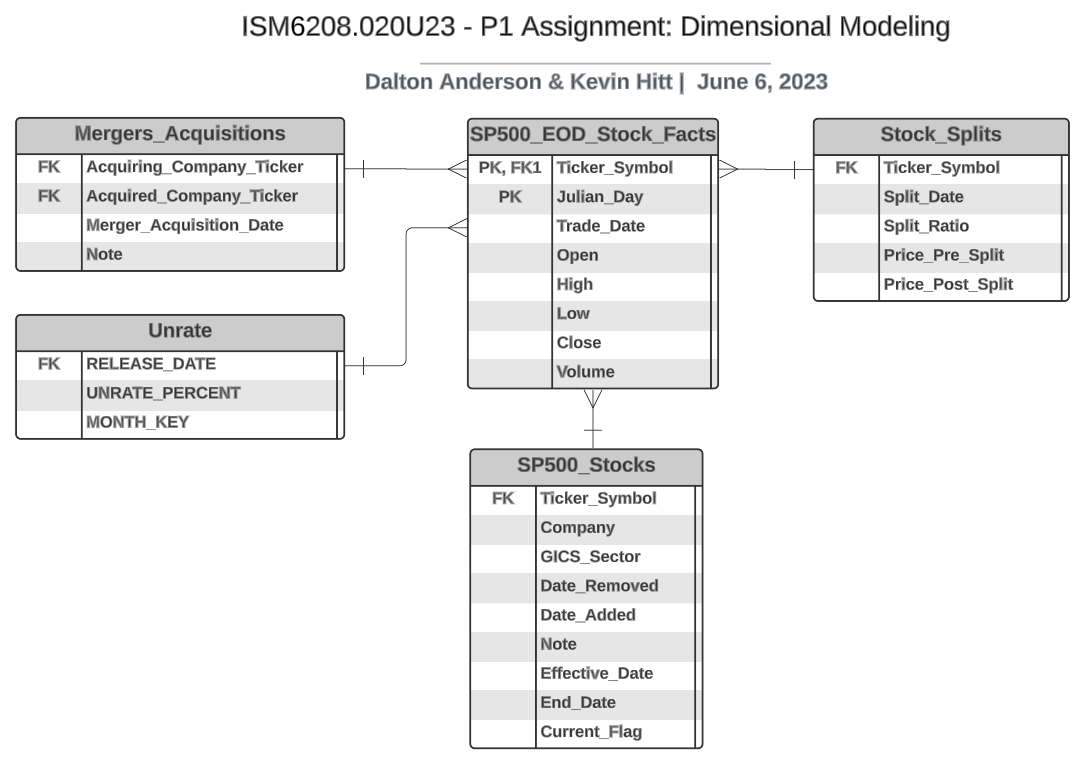 ISM6208.020U23 - P1 Assignment: Dimensional Modeling
Dalton Anderson & Kevin Hitt | June 6, 2023
Mergers_Acquisitions
FK Acquiring_Company_Ticker
FK Acquired_Company_Ticker
Merger_Acquisition_Date
Note
Unrate
FK RELEASE_DATE
UNRATE_PERCENT
MONTH_KEY
SP500_EOD_Stock_Facts
PK, FK1 Ticker_Symbol
PK Julian_Day
Trade_Date
Open
High
Low
Close
Volume
Stock_Splits
FK Ticker_Symbol
Split_Date
Split_Ratio
Price_Pre_Split
Price_Post_Split
SP500_Stocks
FK Ticker_Symbol
Company
GICS_Sector
Date_Removed
Date_Added
Note
Effective_Date
End_Date
Current_Flag